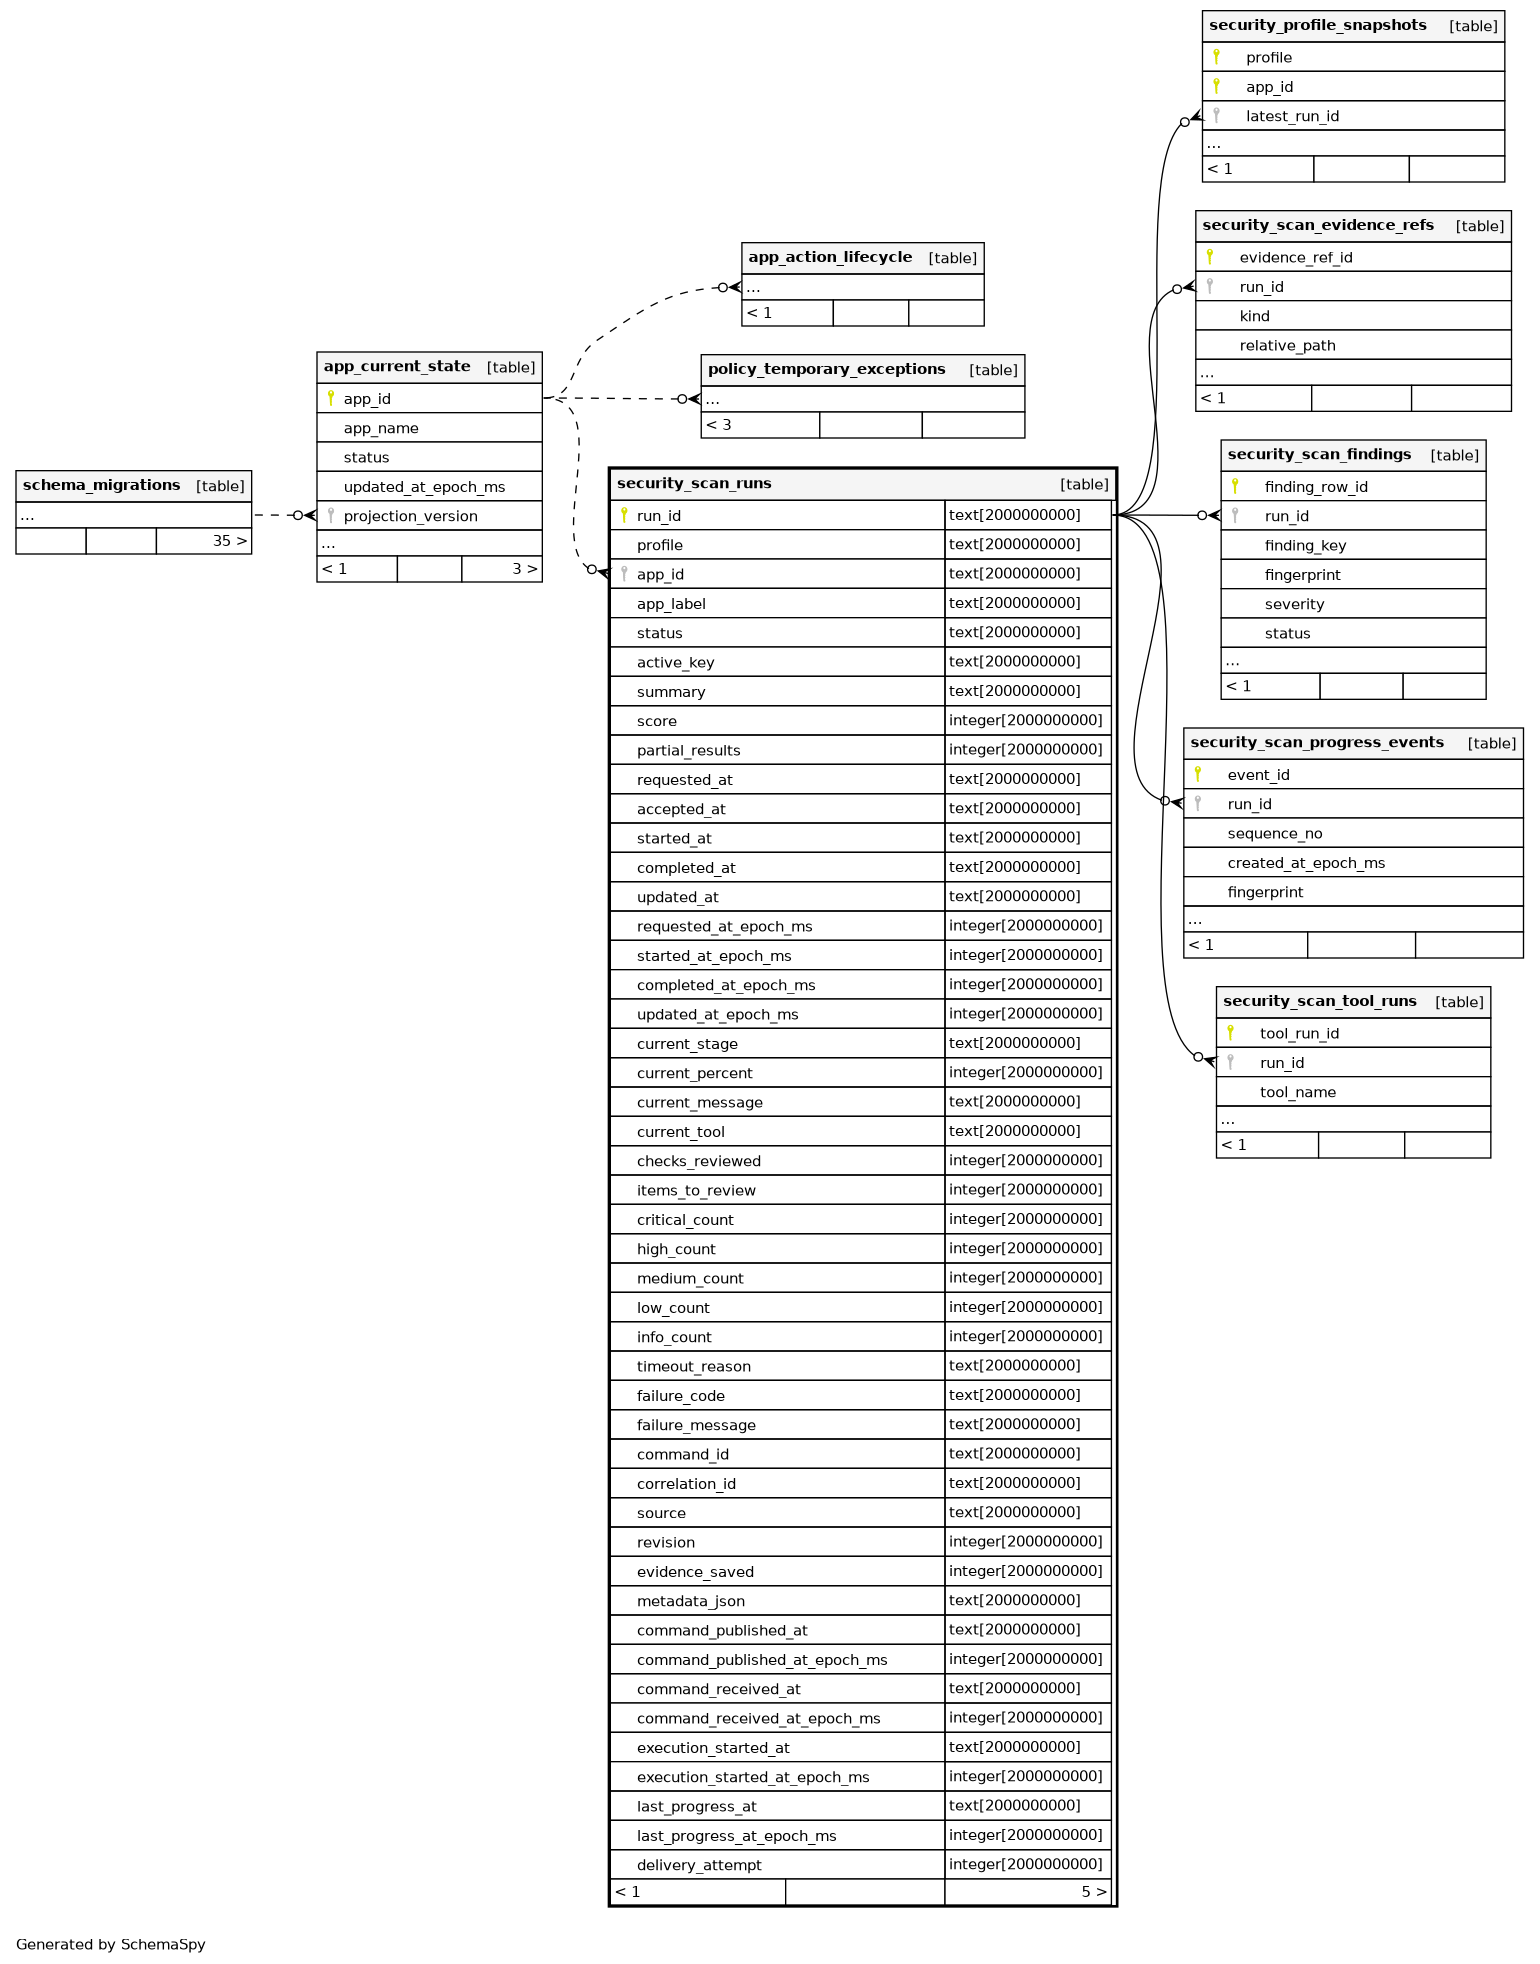 schema_migrations [table]
...
35 >
app_current_state [table]
app_id
app_name
status
updated_at_epoch_ms
projection_version
...
< 1 3 >
app_action_lifecycle [table]
...
< 1
policy_temporary_exceptions [table]
...
< 3
security_scan_runs [table]
run_id text[2000000000]
profile text[2000000000]
app_id text[2000000000]
app_label text[2000000000]
status text[2000000000]
active_key text[2000000000]
summary text[2000000000]
score integer[2000000000]
partial_results integer[2000000000]
requested_at text[2000000000]
accepted_at text[2000000000]
started_at text[2000000000]
completed_at text[2000000000]
updated_at text[2000000000]
requested_at_epoch_ms integer[2000000000]
started_at_epoch_ms integer[2000000000]
completed_at_epoch_ms integer[2000000000]
updated_at_epoch_ms integer[2000000000]
current_stage text[2000000000]
current_percent integer[2000000000]
current_message text[2000000000]
current_tool text[2000000000]
checks_reviewed integer[2000000000]
items_to_review integer[2000000000]
critical_count integer[2000000000]
high_count integer[2000000000]
medium_count integer[2000000000]
low_count integer[2000000000]
info_count integer[2000000000]
timeout_reason text[2000000000]
failure_code text[2000000000]
failure_message text[2000000000]
command_id text[2000000000]
correlation_id text[2000000000]
source text[2000000000]
revision integer[2000000000]
evidence_saved integer[2000000000]
metadata_json text[2000000000]
command_published_at text[2000000000]
command_published_at_epoch_ms integer[2000000000]
command_received_at text[2000000000]
command_received_at_epoch_ms integer[2000000000]
execution_started_at text[2000000000]
execution_started_at_epoch_ms integer[2000000000]
last_progress_at text[2000000000]
last_progress_at_epoch_ms integer[2000000000]
delivery_attempt integer[2000000000]
< 1 5 >
security_profile_snapshots [table]
profile
app_id
latest_run_id
...
< 1
security_scan_evidence_refs [table]
evidence_ref_id
run_id
kind
relative_path
...
< 1
security_scan_findings [table]
finding_row_id
run_id
finding_key
fingerprint
severity
status
...
< 1
security_scan_progress_events [table]
event_id
run_id
sequence_no
created_at_epoch_ms
fingerprint
...
< 1
security_scan_tool_runs [table]
tool_run_id
run_id
tool_name
...
< 1
Generated by SchemaSpy